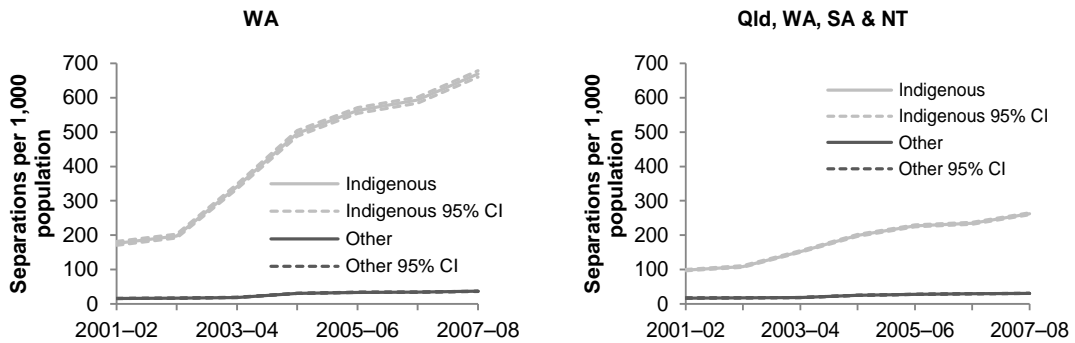 WA
Separations per 1,000
population
700
600
500
400
300
200
100
0
Indigenous
Indigenous 95% CI
Other
Other 95% CI
2001–02 2003–04 2005–06 2007–08
Qld, WA, SA & NT
Separations per 1,000
population
700
600
500
400
300
200
100
0
Indigenous
Indigenous 95% CI
Other
Other 95% CI
2001–02 2003–04 2005–06 2007–08